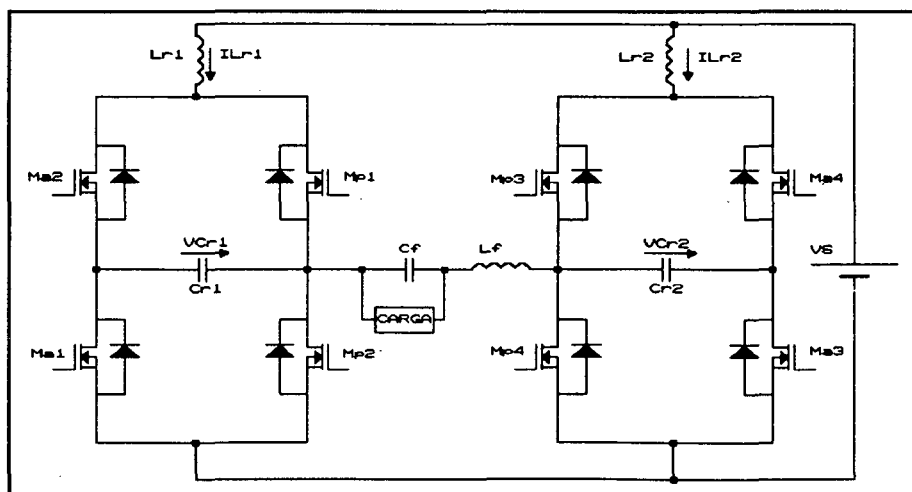 Lr1 ILr1 Lr2 ILr2
Ma2 Mp1 Mp3 Ma4
VCr1 Cf Lf VCr2 VS
Cr1 Cr2
CARGA
Ma1 Mp2 Mp4 Ma3